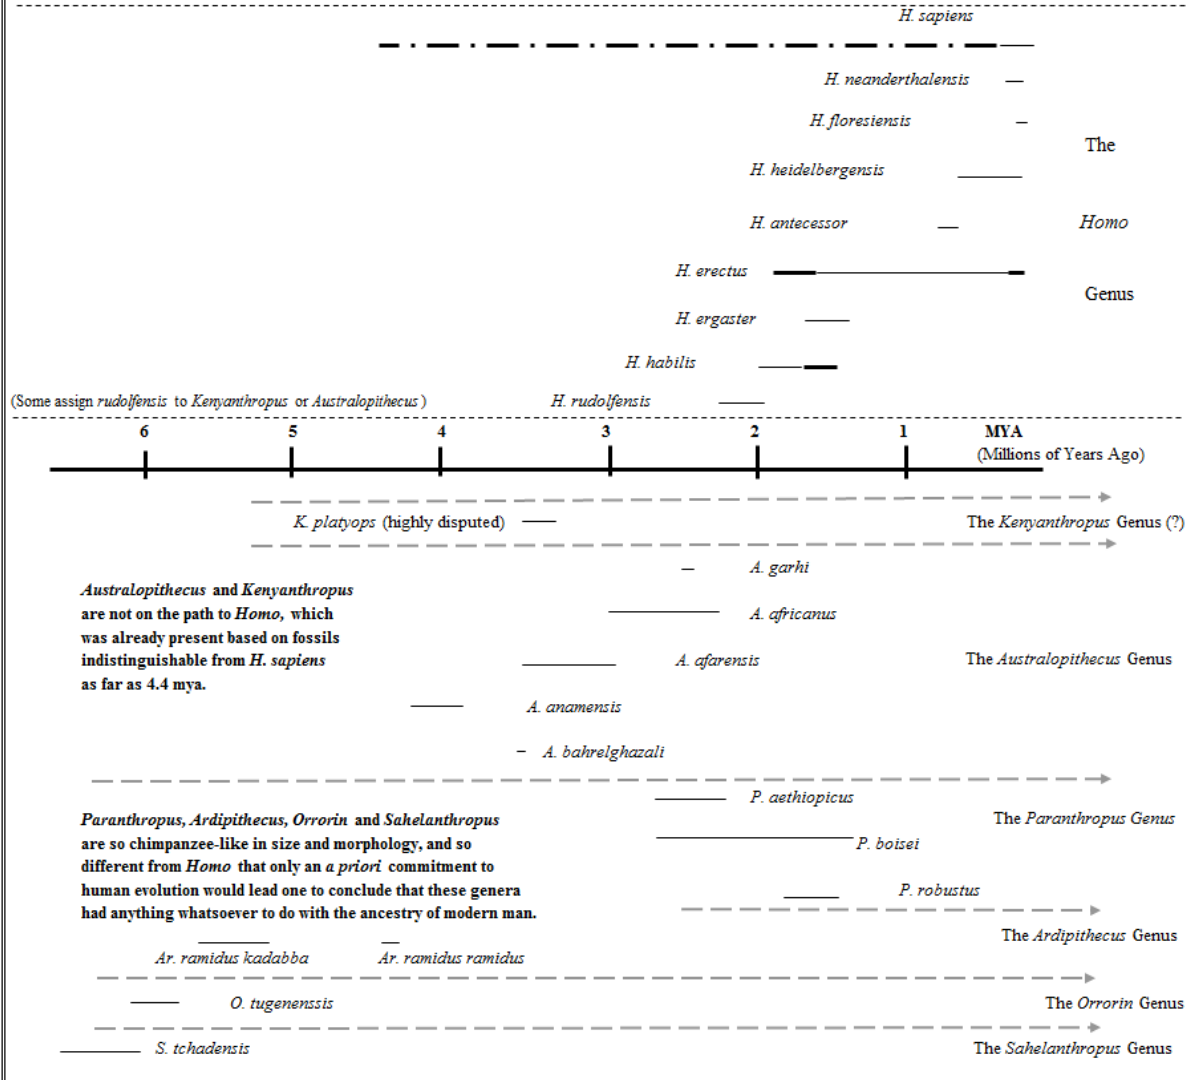 H. sapiens
H. neanderthalensis
H. floresiensis
The
H. heidelbergensis
H. antecessor
Homo
H. erectus
Genus
H. ergaster
H. habilis
(Some assign rudolfensis to Kenyanthropus or Australopithecus )
H. rudolfensis
6 5 4 3 2 1 MYA
(Millions of Years Ago)
K. platyops (highly disputed)
The Kenyanthropus Genus (?)
A. garhi
Australopithecus and Kenyanthropus
are not on the path to Homo, which
was already present based on fossils
indistinguishable from H. sapiens
as far as 4.4 mya.
A. africanus
A. afarensis
The Australopithecus Genus
A. anamensis
A. bahrelghazali
P. aethiopicus
The Paranthropus Genus
Paranthropus, Ardipithecus, Orrorin and Sahelanthropus
are so chimpanzee-like in size and morphology, and so
different from Homo that only an a priori commitment to
human evolution would lead one to conclude that these genera
had anything whatsoever to do with the ancestry of modern man.
P. boisei
P. robustus
The Ardipithecus Genus
Ar. ramidus kadabba
Ar. ramidus ramidus
O. tugenenssis
The Orrorin Genus
S. tchadensis
The Sahelanthropus Genus